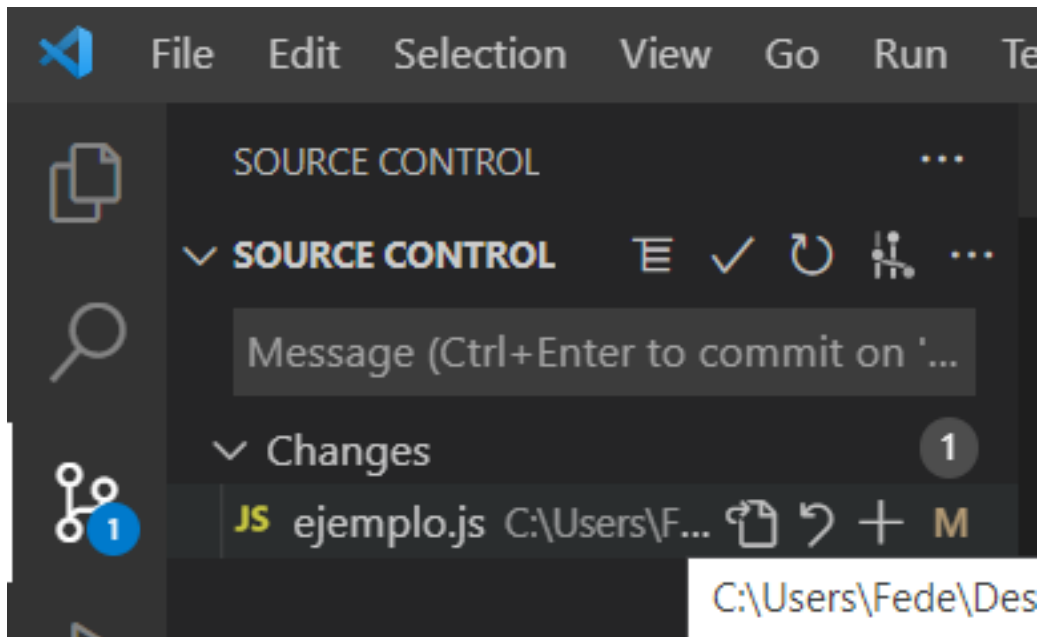 File Edit Selection View Go Run Te
SOURCE CONTROL ...
SOURCE CONTROL ...
Message (Ctrl+Enter to commit on '...
Changes 1
1
JS ejemplo.js C:\Users\F... M
C:\Users\Fede\Des